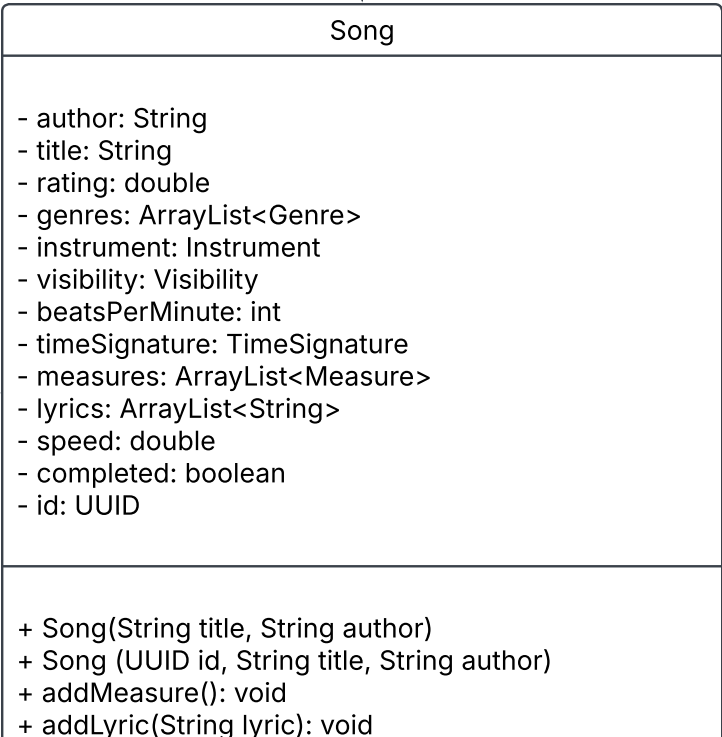 Song
- author: String
- title: String
- rating: double
- genres: ArrayList<Genre>
- instrument: Instrument
- visibility: Visibility
- beatsPerMinute: int
- timeSignature: TimeSignature
- measures: ArrayList<Measure>
- lyrics: ArrayList<String>
- speed: double
- completed: boolean
- id: UUID
+ Song(String title, String author)
+ Song (UUID id, String title, String author)
+ addMeasure(): void
+ addLyric(String lyric): void